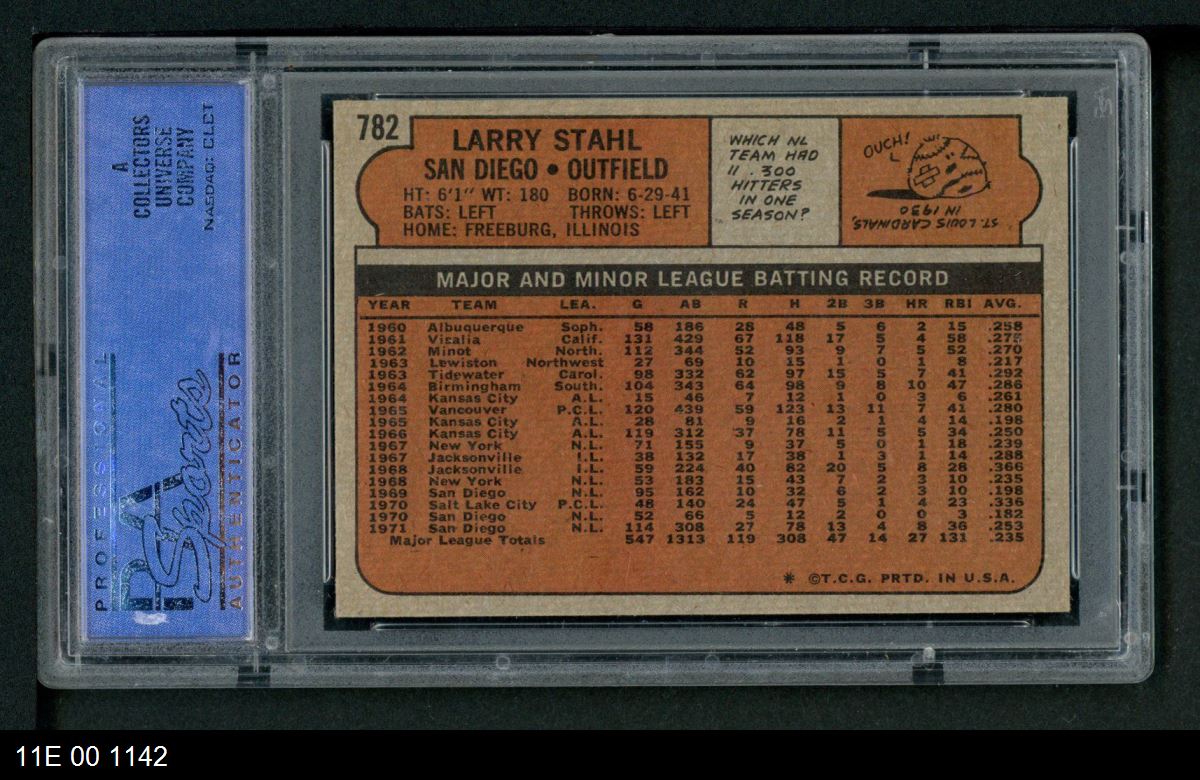 A
COLLECTORS
UNIVERSE
COMPANY
NASDAQ: CLCT
PROFESSIONAL
PSA
Sports
AUTHENTICATOR
782
LARRY STAHL
SAN DIEGO • OUTFIELD
HT: 6'1" WT: 180 BORN: 6-29-41
BATS: LEFT THROWS: LEFT
HOME: FREEBURG, ILLINOIS
WHICH NL
TEAM HAD
11 .300
HITTERS
IN ONE
SEASON?
OUCH!
ST. LOUIS CARDINALS,
IN 1930
MAJOR AND MINOR LEAGUE BATTING RECORD
YEAR TEAM LEA. G AB R H 2B 3B HR RBI AVG.
1960 Albuquerque Soph. 58 186 28 48 5 6 2 15 .258
1961 Visalia Calif. 131 429 67 118 17 5 4 58 .275
1962 Minot North. 112 344 52 93 9 7 5 52 .270
1963 Lewiston Northwest 27 69 10 15 1 0 1 8 .217
1963 Tidewater Carol. 98 332 62 97 15 5 7 41 .292
1964 Birmingham South. 104 343 64 98 9 8 10 47 .286
1964 Kansas City A.L. 15 46 7 12 1 0 3 6 .261
1965 Vancouver P.C.L. 120 439 59 123 13 11 7 41 .280
1965 Kansas City A.L. 28 81 9 16 2 1 4 14 .198
1966 Kansas City A.L. 119 312 37 78 11 5 5 34 .250
1967 New York N.L. 71 155 9 37 5 0 1 18 .239
1967 Jacksonville I.L. 38 132 17 38 1 3 1 14 .288
1968 Jacksonville I.L. 59 224 40 82 20 5 8 28 .366
1968 New York N.L. 53 183 15 43 7 2 3 10 .235
1969 San Diego N.L. 95 162 10 32 6 2 3 10 .198
1970 Salt Lake City P.C.L. 48 140 24 47 5 1 4 23 .336
1970 San Diego N.L. 52 66 5 12 2 0 0 3 .182
1971 San Diego N.L. 114 308 27 78 13 4 8 36 .253
Major League Totals 547 1313 119 308 47 14 27 131 .235
* ©T.C.G. PRTD. IN U.S.A.
11E 00 1142